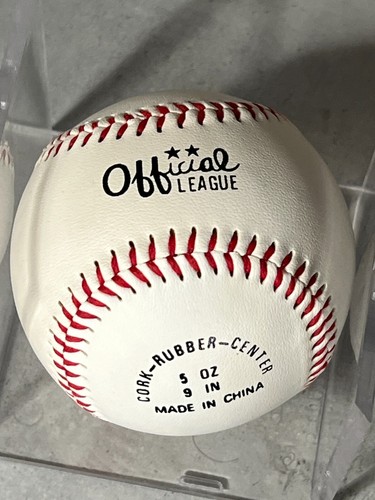 Official
LEAGUE
CORK-RUBBER-CENTER
5 OZ
9 IN
MADE IN CHINA